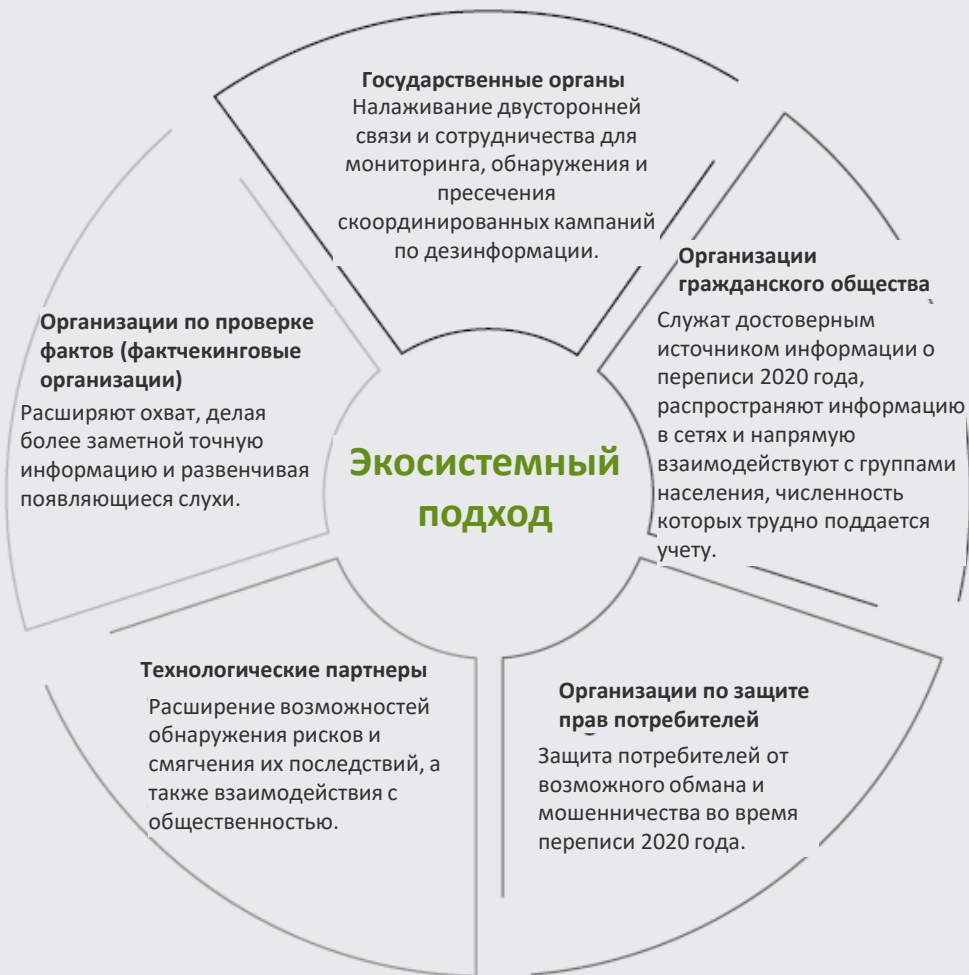 Государственные органы
Налаживание двусторонней
связи и сотрудничества для
мониторинга, обнаружения и
пресечения
скоординированных кампаний
по дезинформации.
Организации
гражданского общества
Служат достоверным
источником информации о
переписи 2020 года,
распространяют информацию
в сетях и напрямую
взаимодействуют с группами
населения, численность
которых трудно поддается
учету.
Организации по защите
прав потребителей
Защита потребителей от
возможного обмана и
мошенничества во время
переписи 2020 года.
Технологические партнеры
Расширение возможностей
обнаружения рисков и
смягчения их последствий, а
также взаимодействия с
общественностью.
Организации по проверке
фактов (фактчекинговые
организации)
Расширяют охват, делая
более заметной точную
информацию и развенчивая
появляющиеся слухи.
Экосистемный
подход